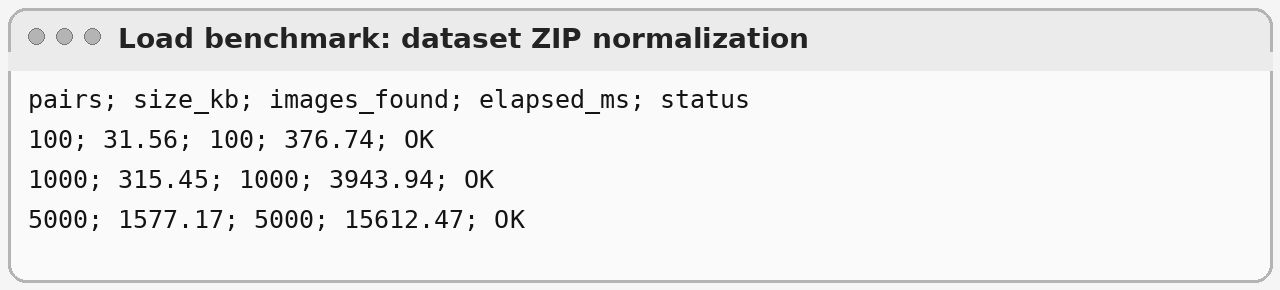 Load benchmark: dataset ZIP normalization
pairs; size_kb; images_found; elapsed_ms; status
100; 31.56; 100; 376.74; OK
1000; 315.45; 1000; 3943.94; OK
5000; 1577.17; 5000; 15612.47; OK